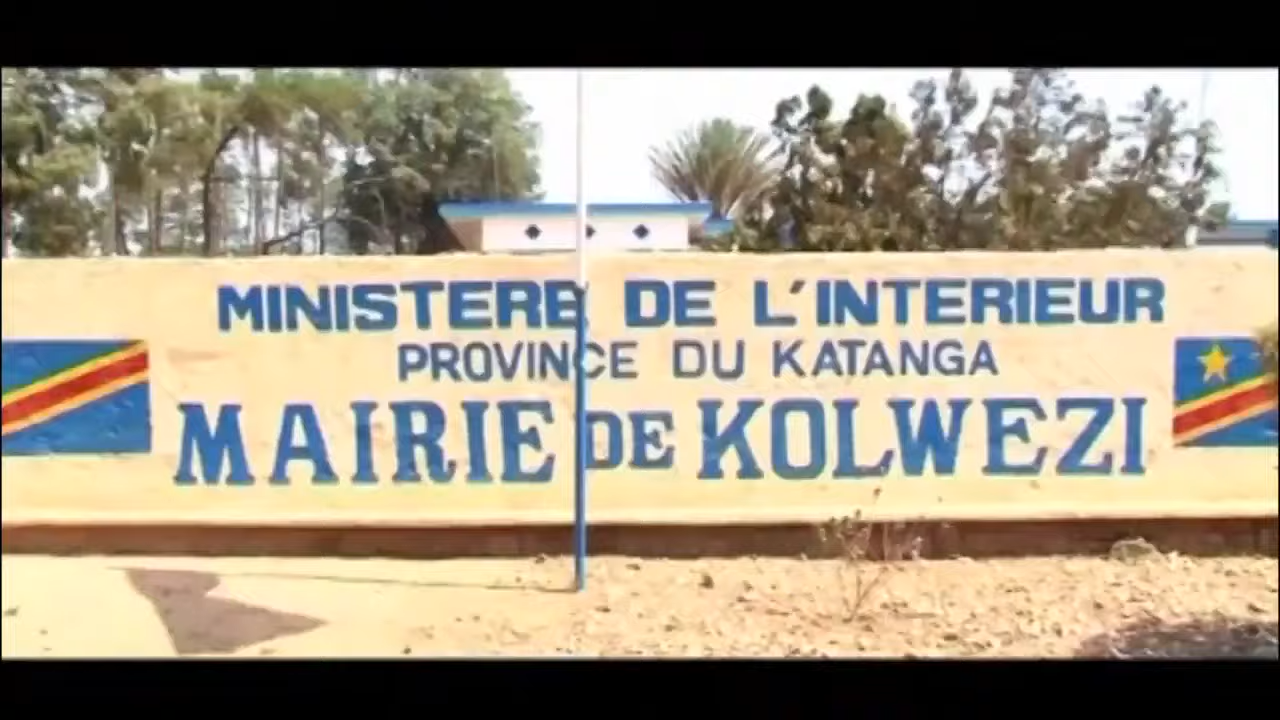 MINISTERE DE L'INTERIEUR
PROVINCE DU KATANGA
MAIRIE DE KOLWEZI